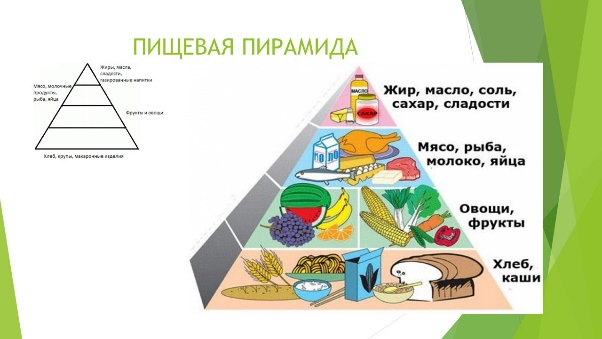 ПИЩЕВАЯ ПИРАМИДА
Жиры, масла,
сладости,
газированные напитки
Мясо, молочные
продукты,
рыба, яйца
Фрукты и овощи
Хлеб, крупы, макаронные изделия
Жир, масло, соль,
сахар, сладости
МАСЛО
САХАР
Мясо, рыба,
молоко, яйца
Овощи,
фрукты
Хлеб,
каши